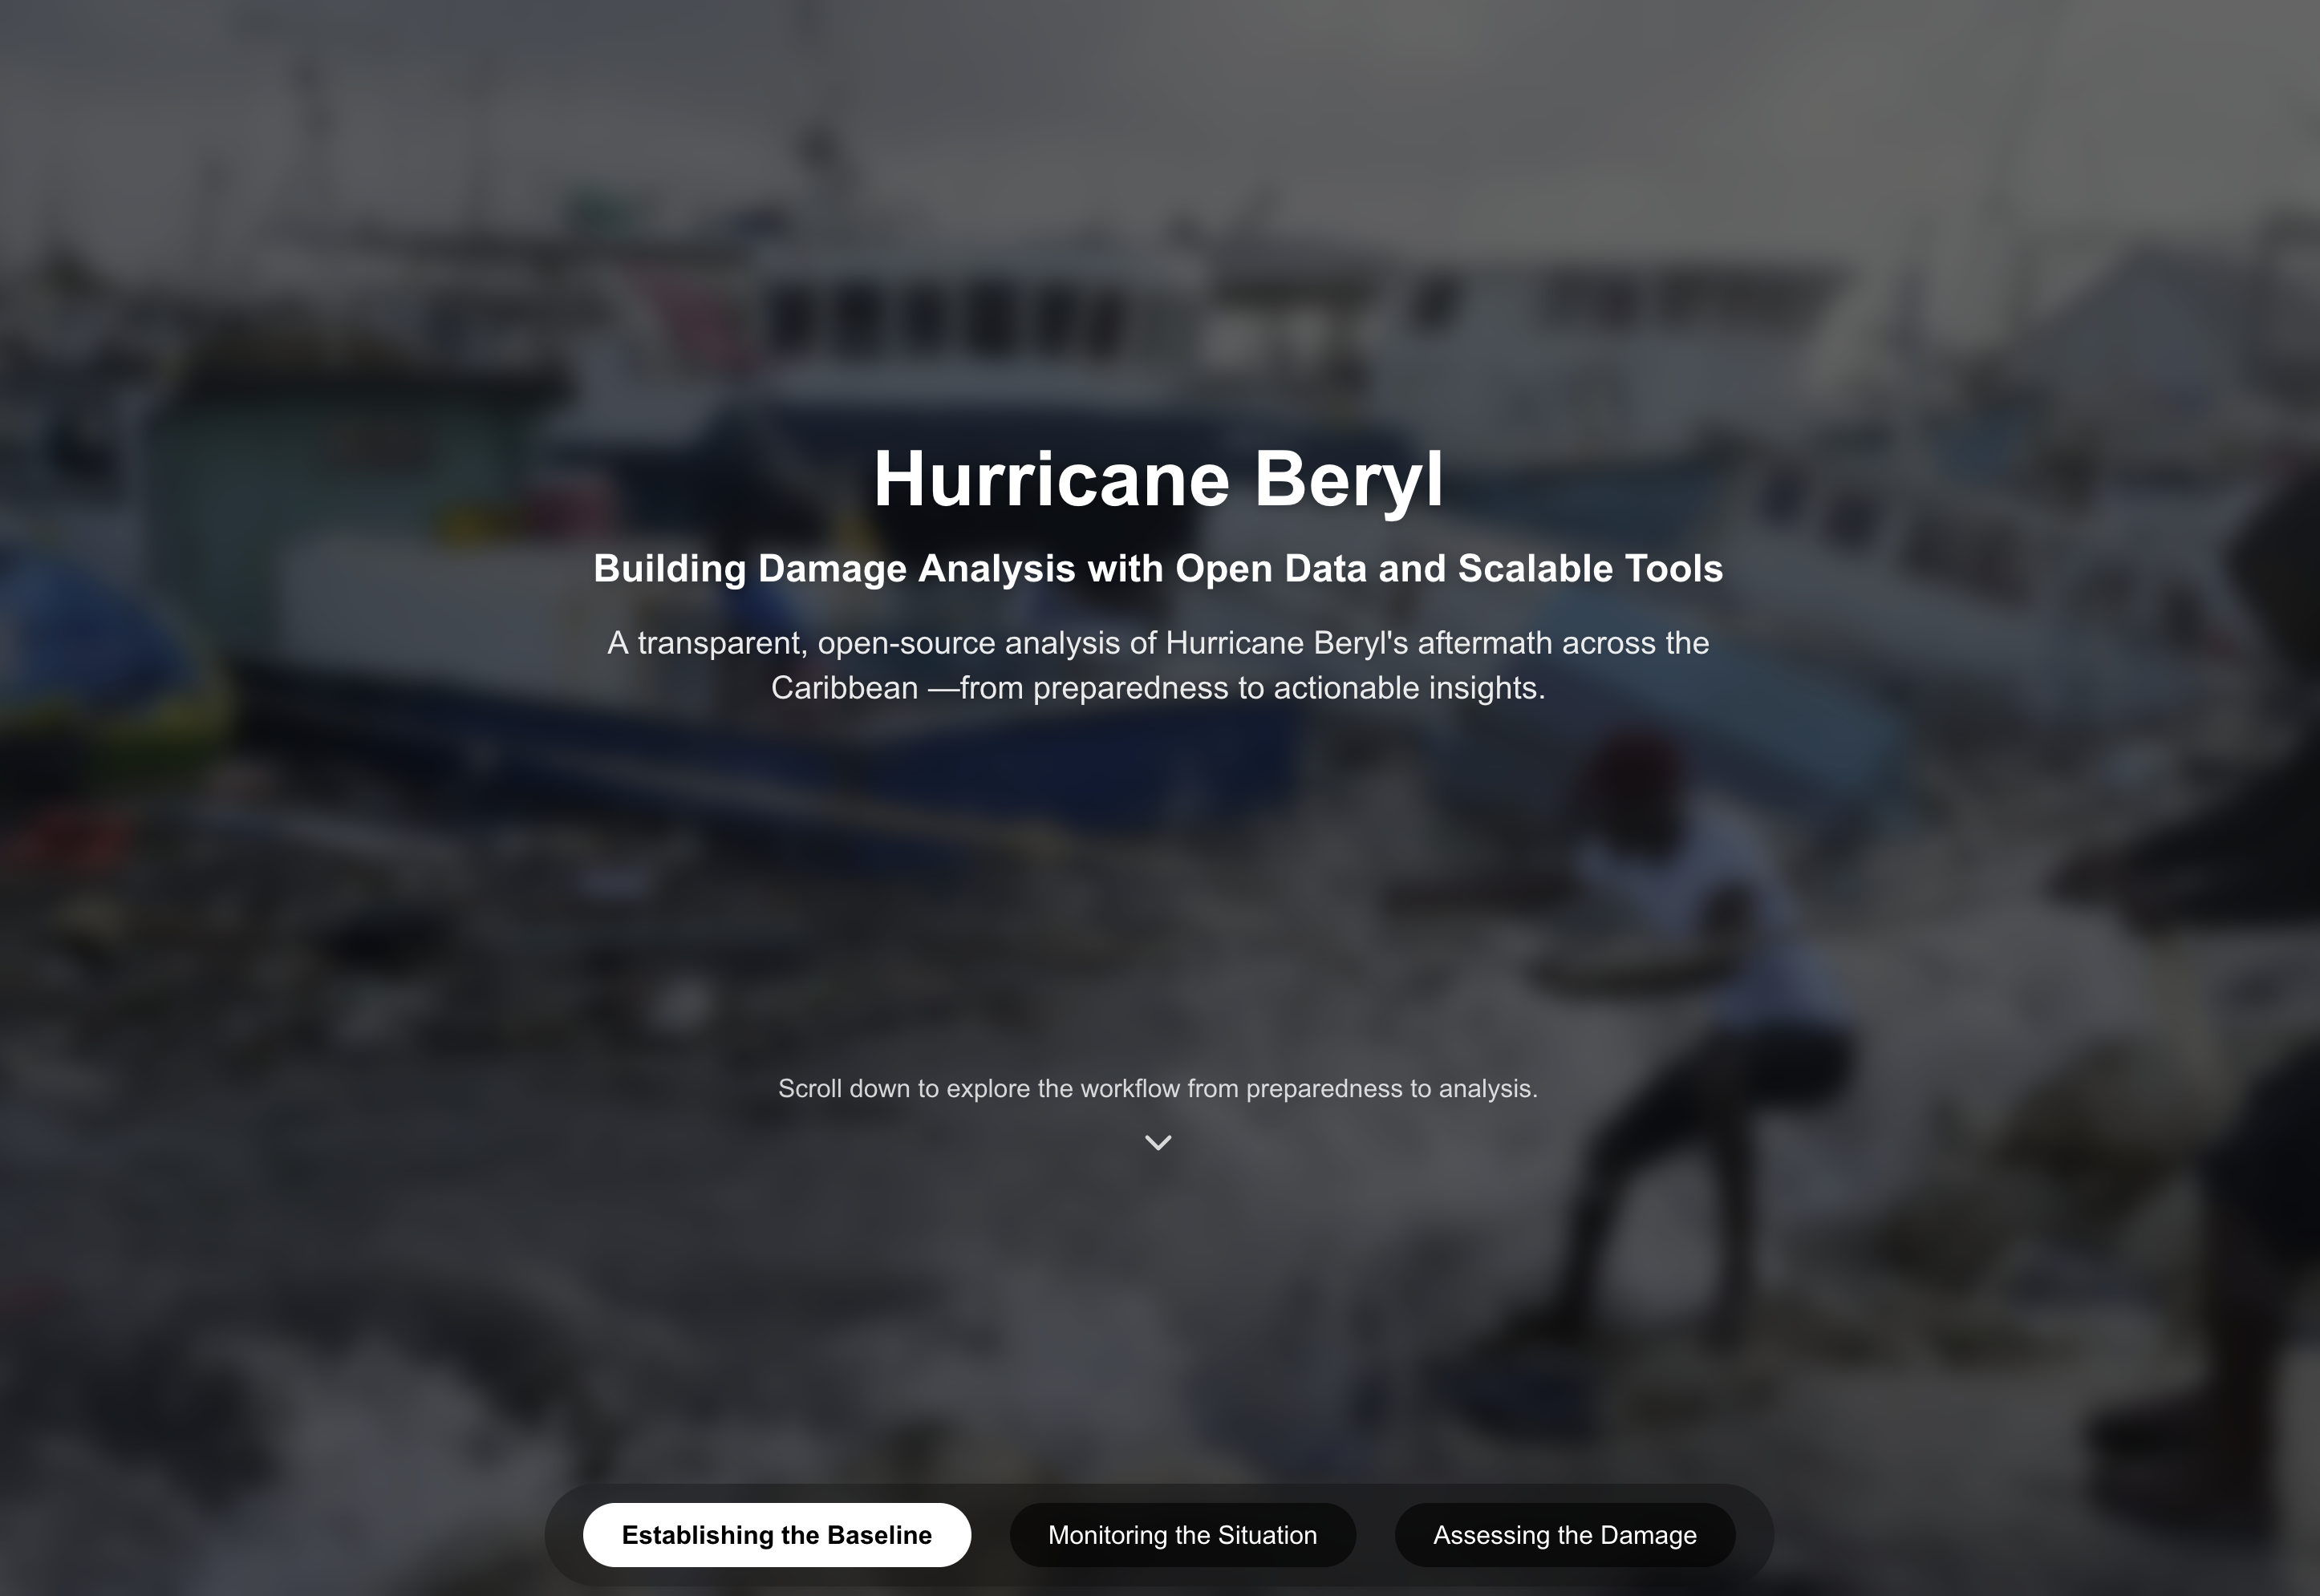 Hurricane Beryl
Building Damage Analysis with Open Data and Scalable Tools
A transparent, open-source analysis of Hurricane Beryl's aftermath across the
Caribbean —from preparedness to actionable insights.
Scroll down to explore the workflow from preparedness to analysis.
Establishing the Baseline
Monitoring the Situation
Assessing the Damage